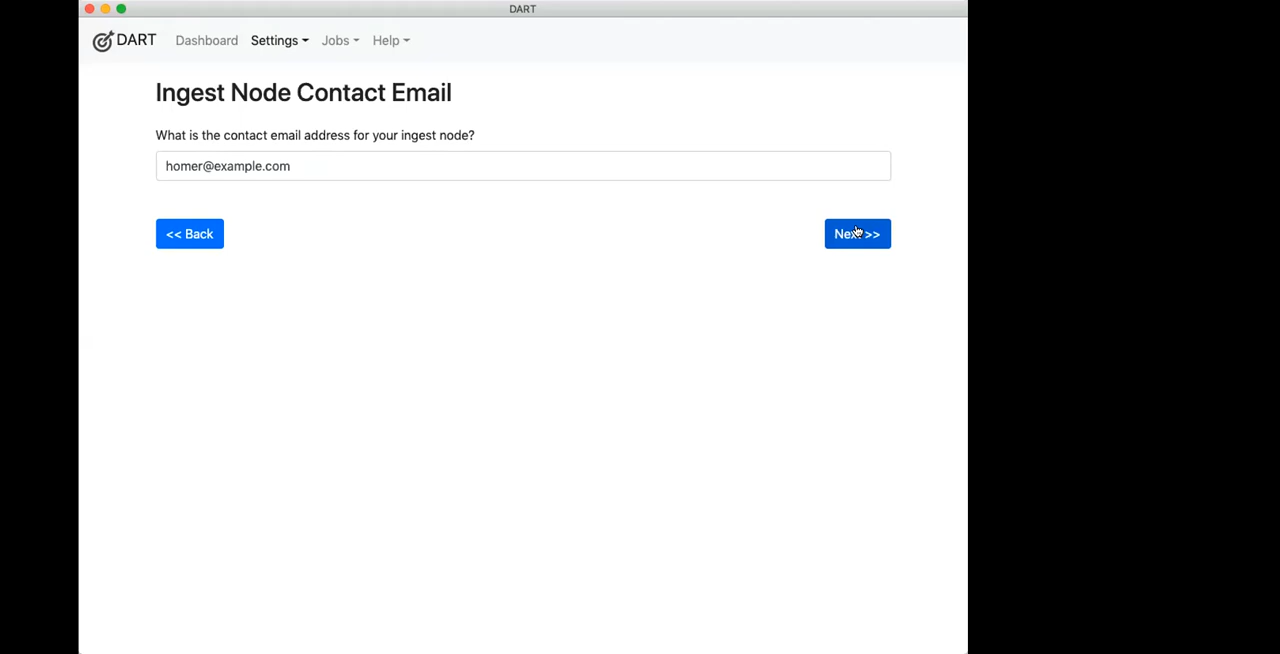 DART
DART Dashboard Settings Jobs Help
Ingest Node Contact Email
What is the contact email address for your ingest node?
homer@example.com
<< Back Next >>